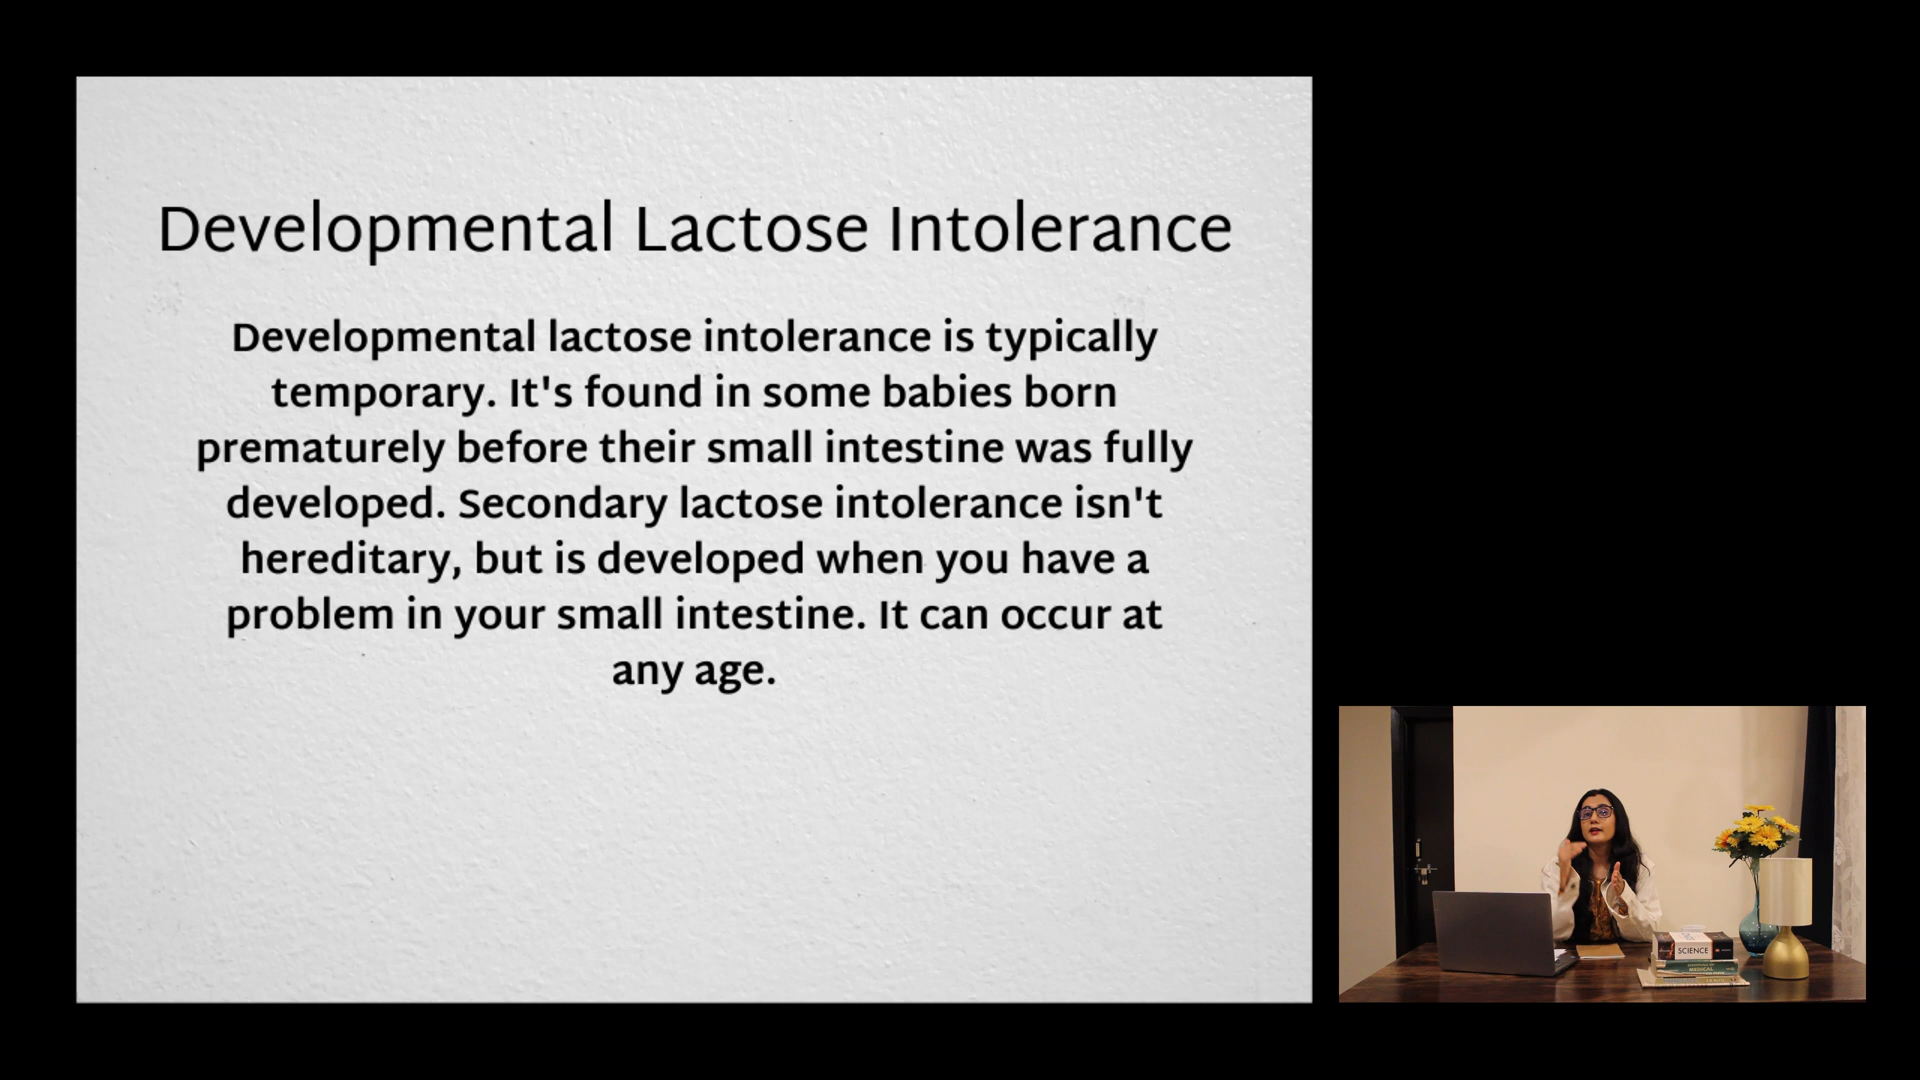 Developmental Lactose Intolerance
Developmental lactose intolerance is typically
temporary. It's found in some babies born
prematurely before their small intestine was fully
developed. Secondary lactose intolerance isn't
hereditary, but is developed when you have a
problem in your small intestine. It can occur at
any age.
SCIENCE
MEDICAL